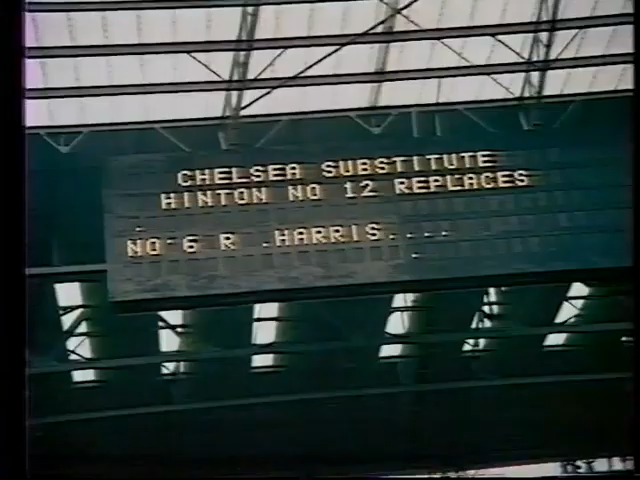 CHELSEA SUBSTITUTE
HINTON NO 12 REPLACES
NO 6 R .HARRIS....